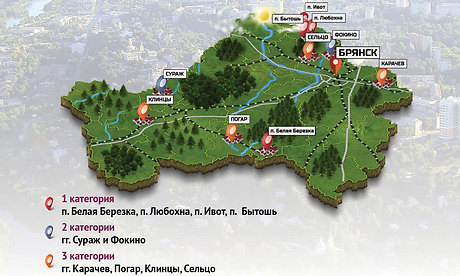 п. Ивот
п. Бытошь
п. Любохна
СЕЛЬЦО
ФОКИНО
БРЯНСК
КАРАЧЕВ
СУРАЖ
КЛИНЦЫ
ПОГАР
п. Белая Березка
1 категория
п. Белая Березка, п. Любохна, п. Ивот, п. Бытошь
2 категории
гг. Сураж и Фокино
3 категории
гг. Карачев, Погар, Клинцы, Сельцо